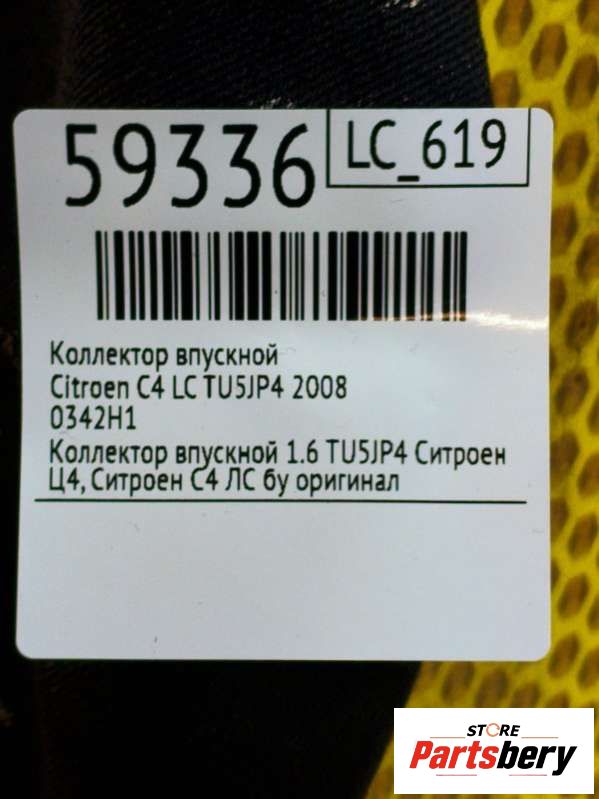 59336
LC_619
Коллектор впускной
Citroen C4 LC TU5JP4 2008
0342H1
Коллектор впускной 1.6 TU5JP4 Ситроен
Ц4, Ситроен С4 ЛС бу оригинал
STORE
Partsbery